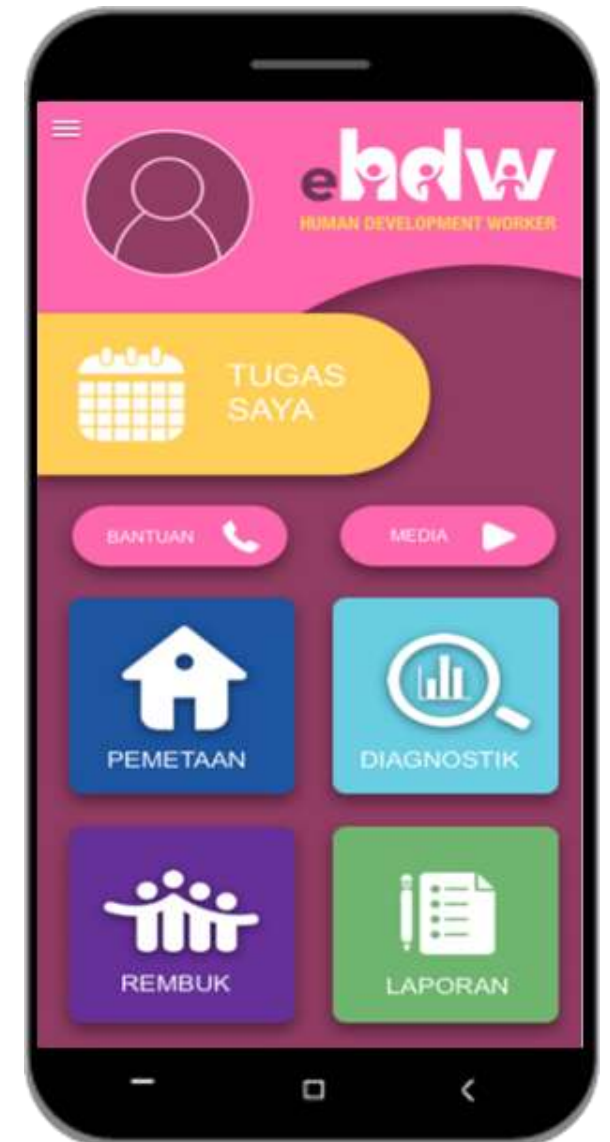 ehdw
HUMAN DEVELOPMENT WORKER
TUGAS
SAYA
BANTUAN
MEDIA
PEMETAAN
DIAGNOSTIK
REMBUK
LAPORAN